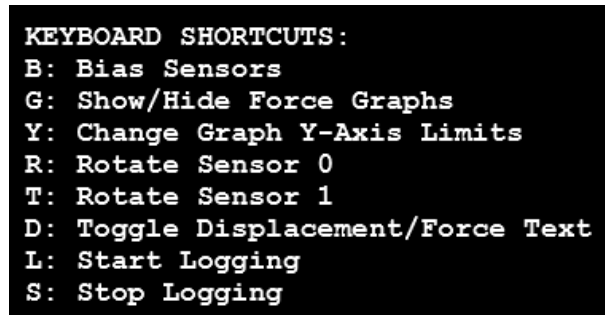 KEYBOARD SHORTCUTS:
B: Bias Sensors
G: Show/Hide Force Graphs
Y: Change Graph Y-Axis Limits
R: Rotate Sensor 0
T: Rotate Sensor 1
D: Toggle Displacement/Force Text
L: Start Logging
S: Stop Logging